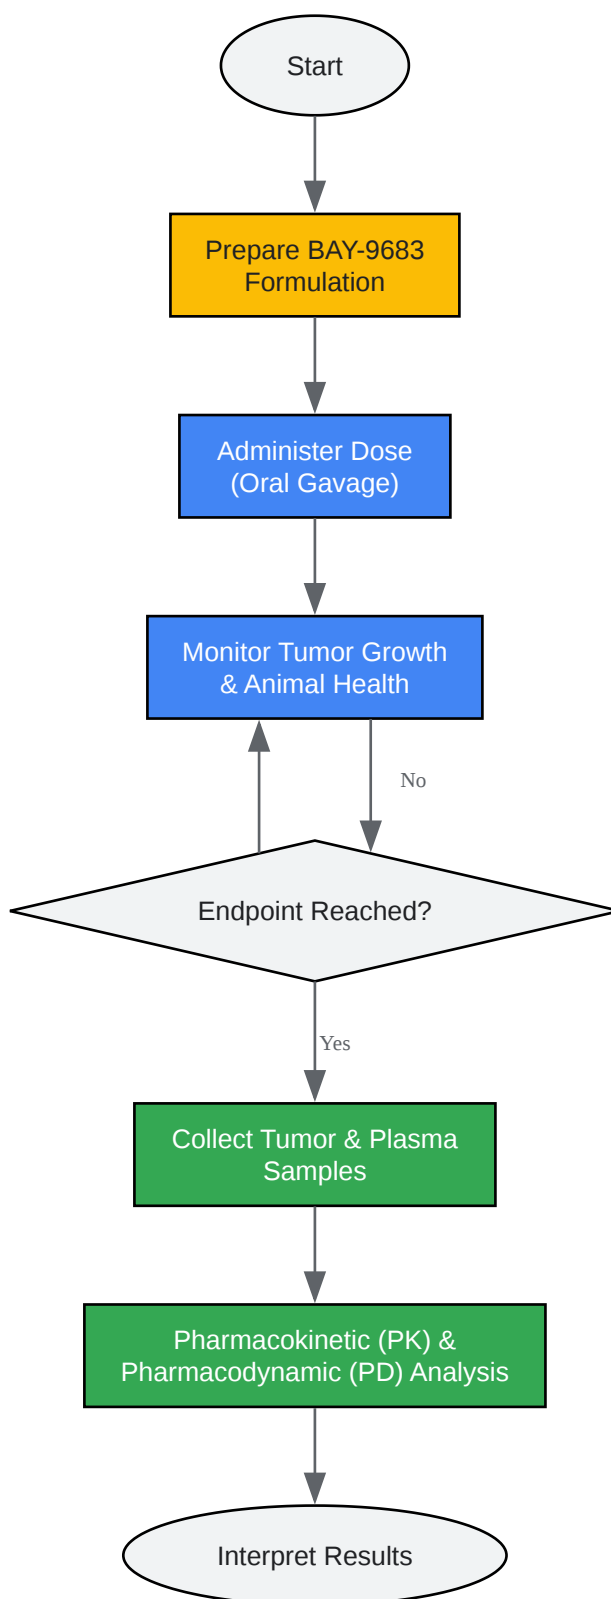 Start
Prepare BAY-9683
Formulation
Administer Dose
(Oral Gavage)
Monitor Tumor Growth
& Animal Health
No
Endpoint Reached?
Yes
Collect Tumor & Plasma
Samples
Pharmacokinetic (PK) &
Pharmacodynamic (PD) Analysis
Interpret Results